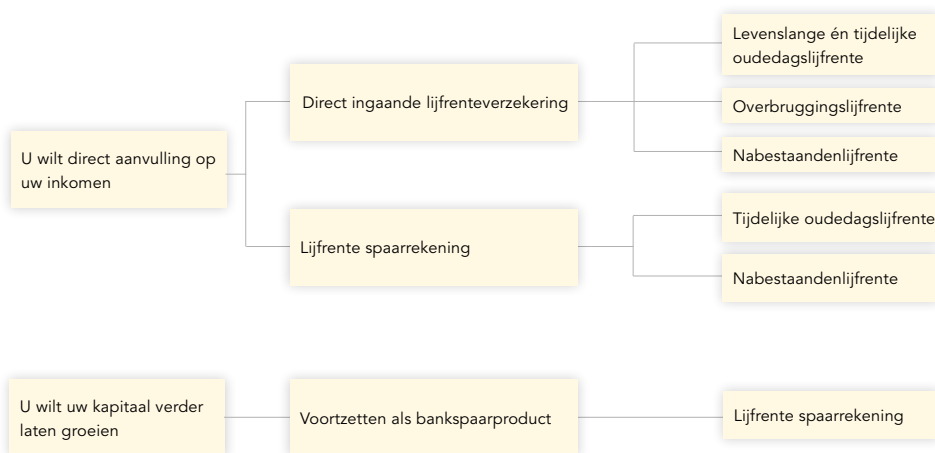 U wilt direct aanvulling op
uw inkomen
Direct ingaande lijfrenteverzekering
Levenslange én tijdelijke
oudedagslijfrente
Overbruggingslijfrente
Nabestaandenlijfrente
Lijfrente spaarrekening
Tijdelijke oudedagslijfrente
Nabestaandenlijfrente
U wilt uw kapitaal verder
laten groeien
Voortzetten als bankspaarproduct
Lijfrente spaarrekening